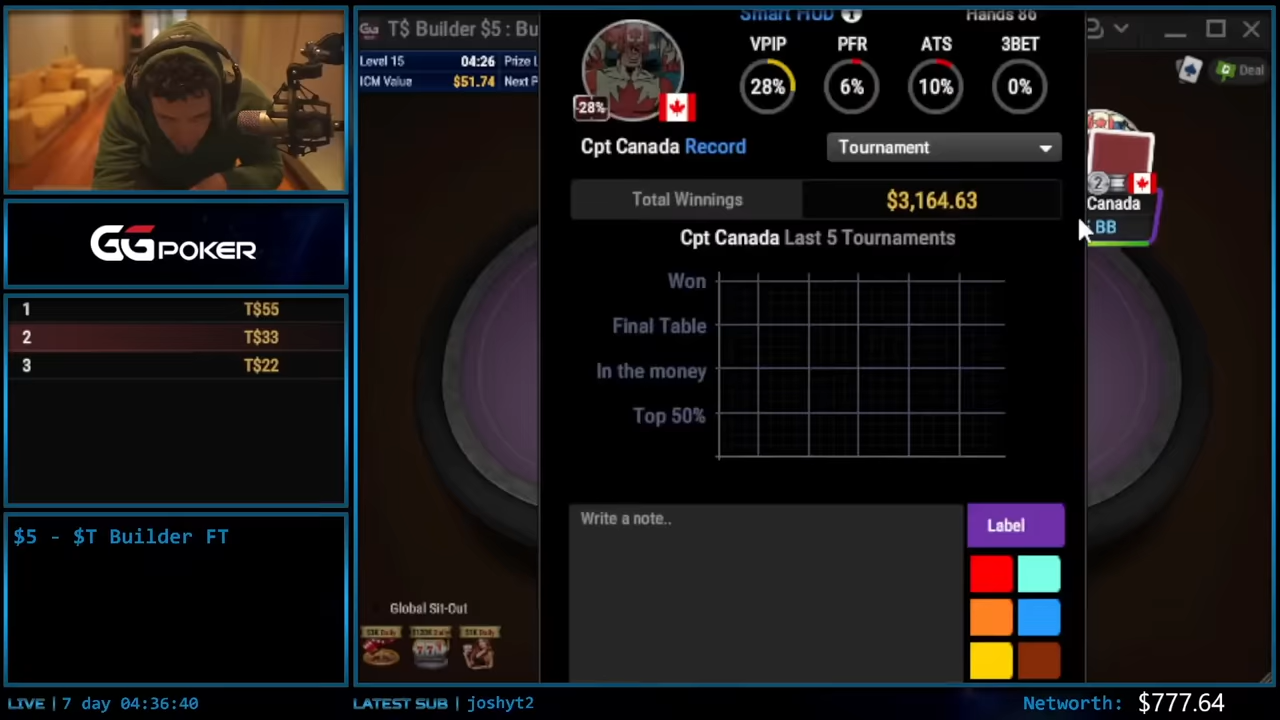 T$ Builder $5 : Bu
Level 15 04:26 Prize
ICM Value $51.74 Next P
Smart HUD
Hands 86
VPIP PFR ATS 3BET
28% 6% 10% 0%
-28%
Cpt Canada Record
Tournament
Total Winnings $3,164.63
Cpt Canada Last 5 Tournaments
Won
Final Table
In the money
Top 50%
Write a note..
Label
Deal
2
Canada
BB
Global Sit-Out
GGPOKER
1 T$55
2 T$33
3 T$22
$5 - $T Builder FT
LIVE | 7 day 04:36:40
LATEST SUB | joshyt2
Networth: $777.64